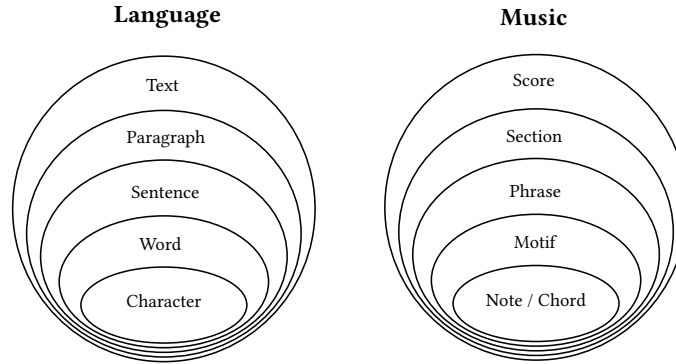 Language
Text
Paragraph
Sentence
Word
Character
Music
Score
Section
Phrase
Motif
Note / Chord